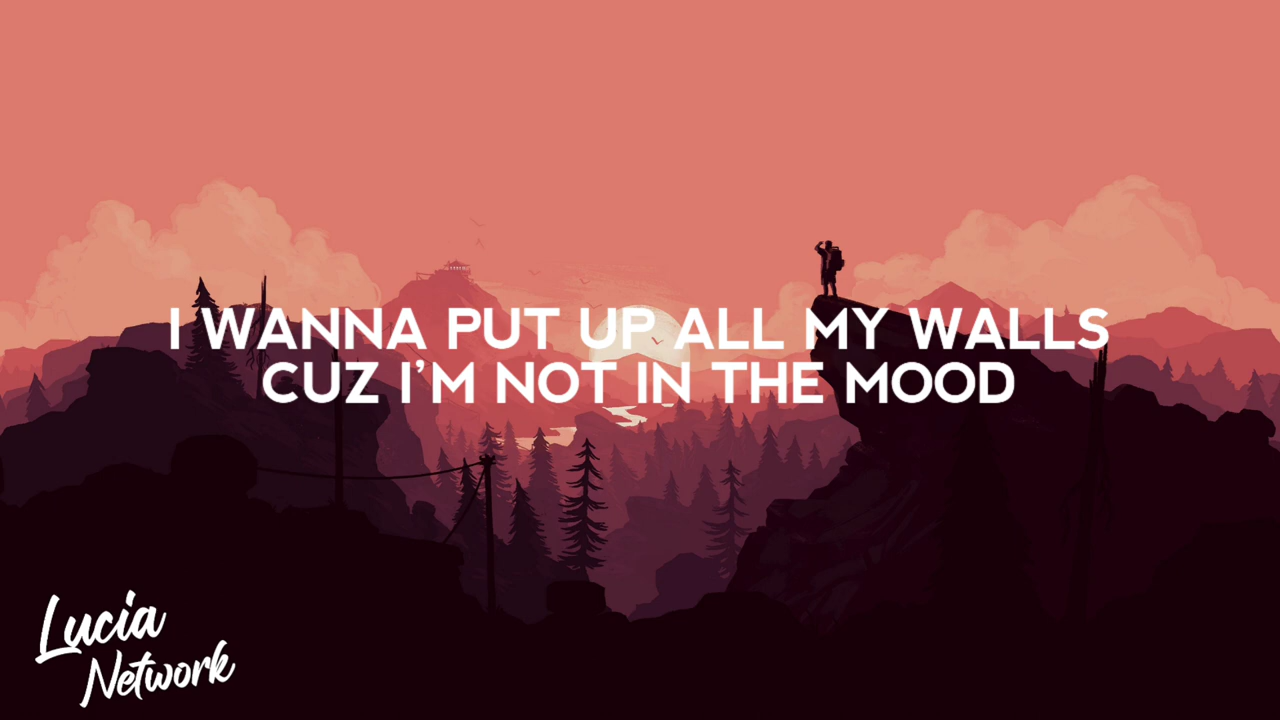 I WANNA PUT UP ALL MY WALLS
CUZ I'M NOT IN THE MOOD
Lucia
Network